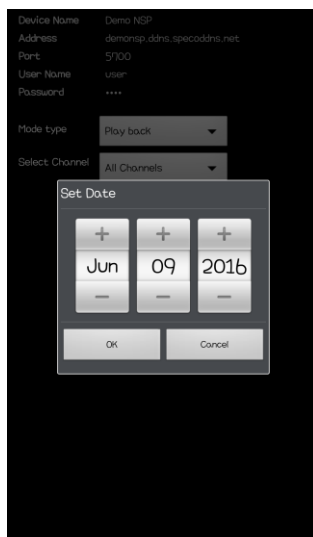 Device Name Demo NSP
Address demonsp.ddns.specoddns.net
Port 5700
User Name user
Password ••••
Mode type Play back
Select Channel All Channels
Set Date
+ + +
Jun 09 2016
- - -
OK Cancel